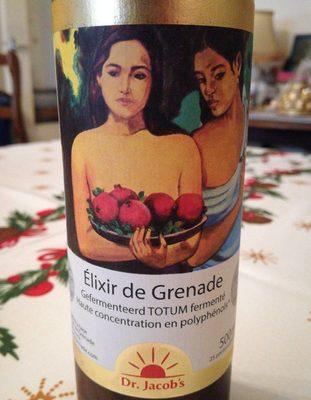 Élixir de Grenade
Gefermenteerd TOTUM fermenté
Haute concentration en polyphénols
500
Dr. Jacob's